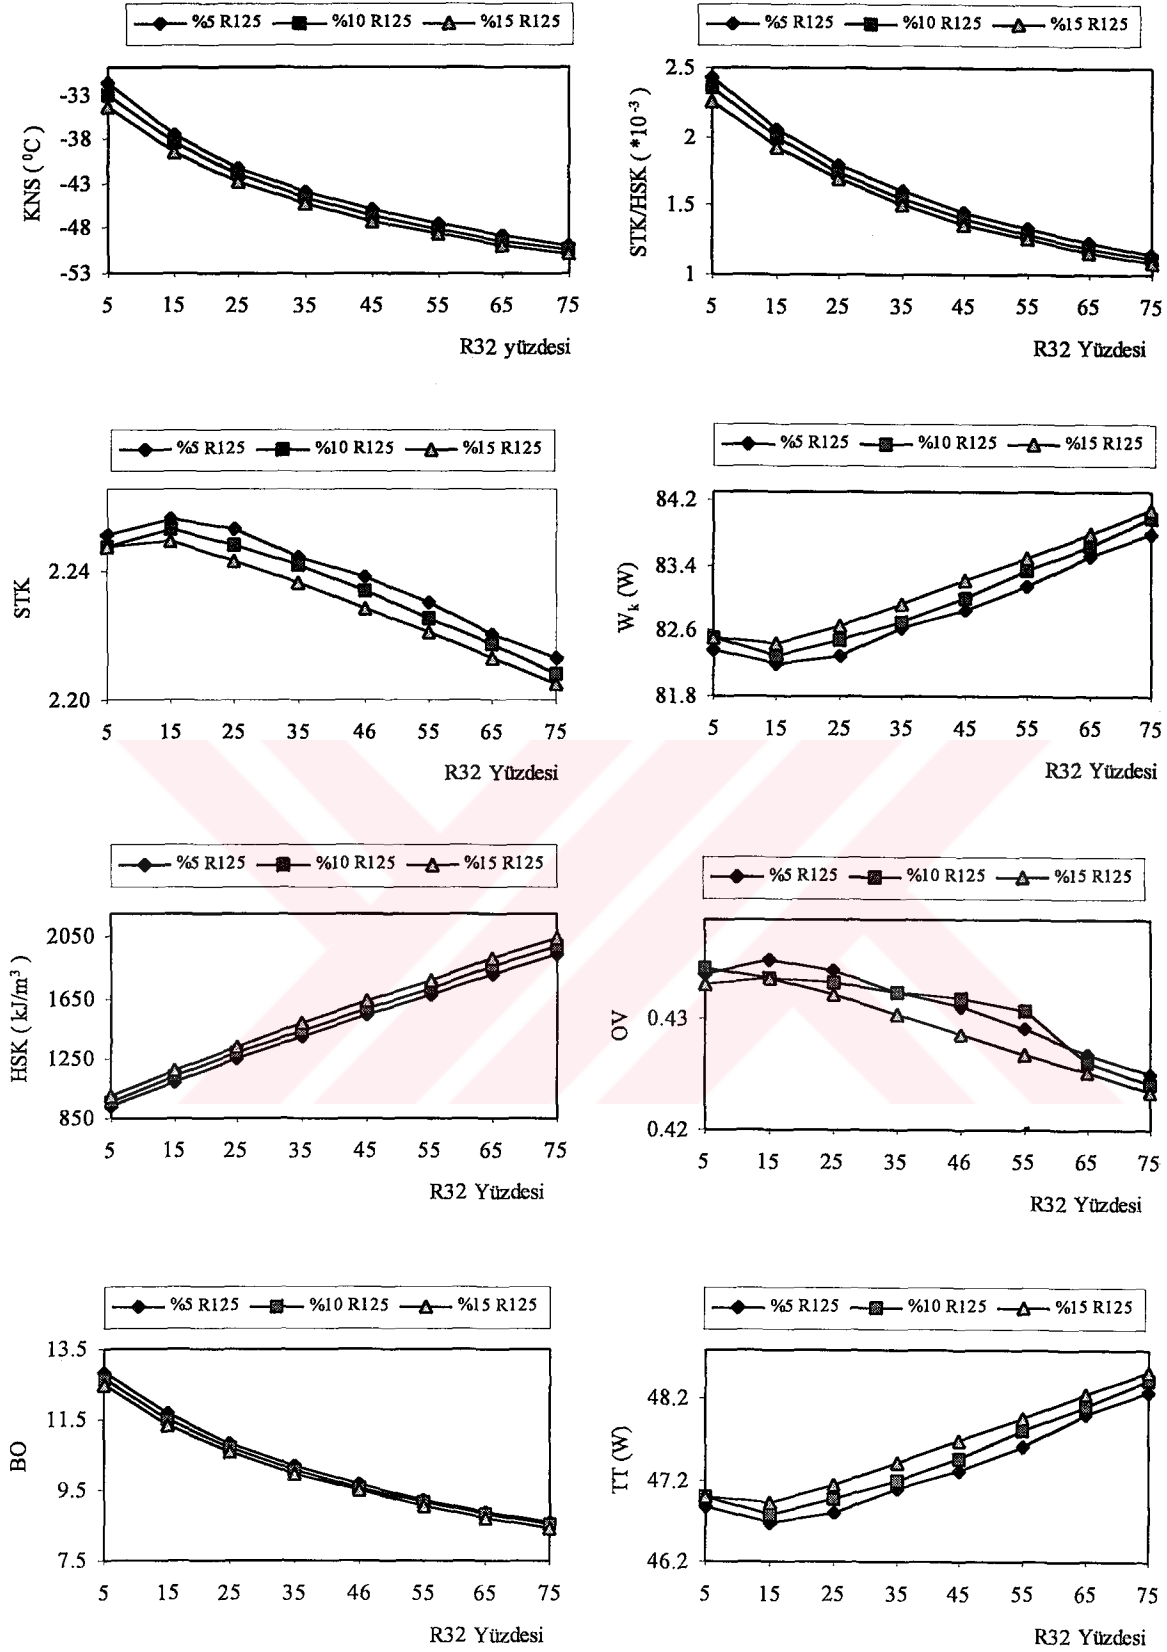 %5 R125 %10 R125 %15 R125
KNS ( ⁰C)
-33
-38
-43
-48
-53
5 15 25 35 45 55 65 75
R32 yüzdesi
%5 R125 %10 R125 %15 R125
STK/HSK ( *10⁻³ )
2.5
2
1.5
1
5 15 25 35 45 55 65 75
R32 Yüzdesi
%5 R125 %10 R125 %15 R125
STK
2.24
2.20
5 15 25 35 46 55 65 75
R32 Yüzdesi
%5 R125 %10 R125 %15 R125
Wₖ (W)
84.2
83.4
82.6
81.8
5 15 25 35 45 55 65 75
R32 Yüzdesi
%5 R125 %10 R125 %15 R125
HSK ( kJ/m³ )
2050
1650
1250
850
5 15 25 35 45 55 65 75
R32 Yüzdesi
%5 R125 %10 R125 %15 R125
OV
0.43
0.42
5 15 25 35 46 55 65 75
R32 Yüzdesi
%5 R125 %10 R125 %15 R125
BO
13.5
11.5
9.5
7.5
5 15 25 35 46 55 65 75
R32 Yüzdesi
%5 R125 %10 R125 %15 R125
TT (W)
48.2
47.2
46.2
5 15 25 35 45 55 65 75
R32 Yüzdesi